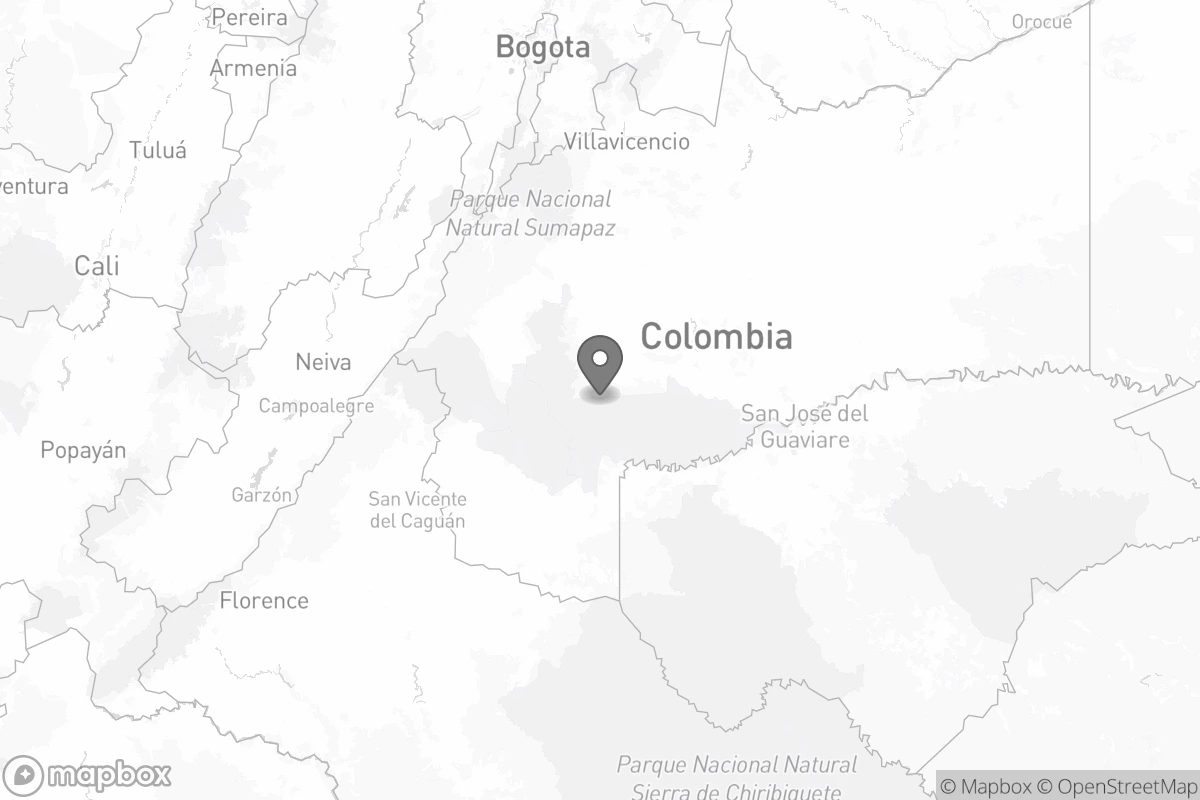 Pereira
Orocué
Bogota
Armenia
Villavicencio
Tuluá
ventura
Parque Nacional
Natural Sumapaz
Cali
Colombia
Neiva
Campoalegre
San José del
Guaviare
Popayán
Garzón
San Vicente
del Caguán
Florence
Parque Nacional Natural
Sierra de Chiribiquete
mapbox
© Mapbox © OpenStreetMap